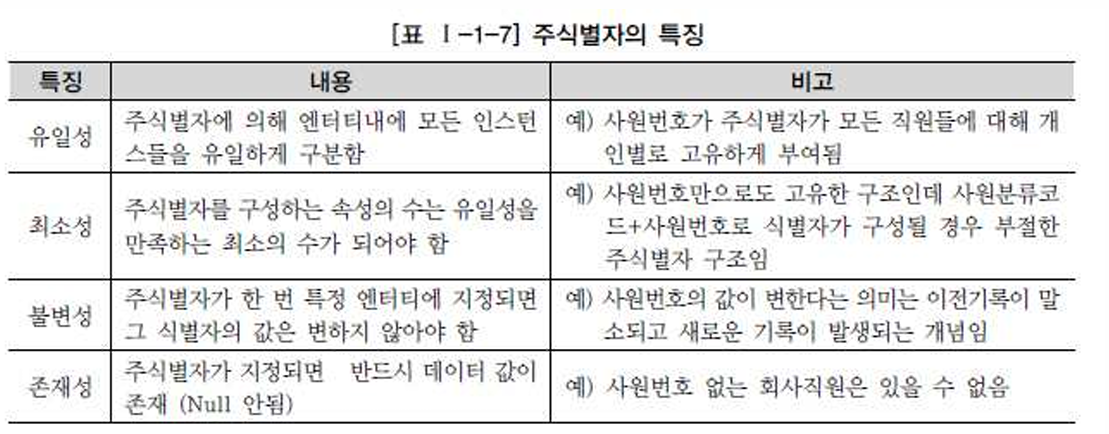 [표 Ⅰ-1-7] 주식별자의 특징
특징 내용 비고
유일성
주식별자에 의해 엔터티내에 모든 인스턴
스들을 유일하게 구분함
예) 사원번호가 주식별자가 모든 직원들에 대해 개
인별로 고유하게 부여됨
최소성
주식별자를 구성하는 속성의 수는 유일성을
만족하는 최소의 수가 되어야 함
예) 사원번호만으로도 고유한 구조인데 사원분류코
드+사원번호로 식별자가 구성될 경우 부절한
주식별자 구조임
불변성
주식별자가 한 번 특정 엔터티에 지정되면
그 식별자의 값은 변하지 않아야 함
예) 사원번호의 값이 변한다는 의미는 이전기록이 말
소되고 새로운 기록이 발생되는 개념임
존재성
주식별자가 지정되면 반드시 데이터 값이
존재 (Null 안됨)
예) 사원번호 없는 회사직원은 있을 수 없음